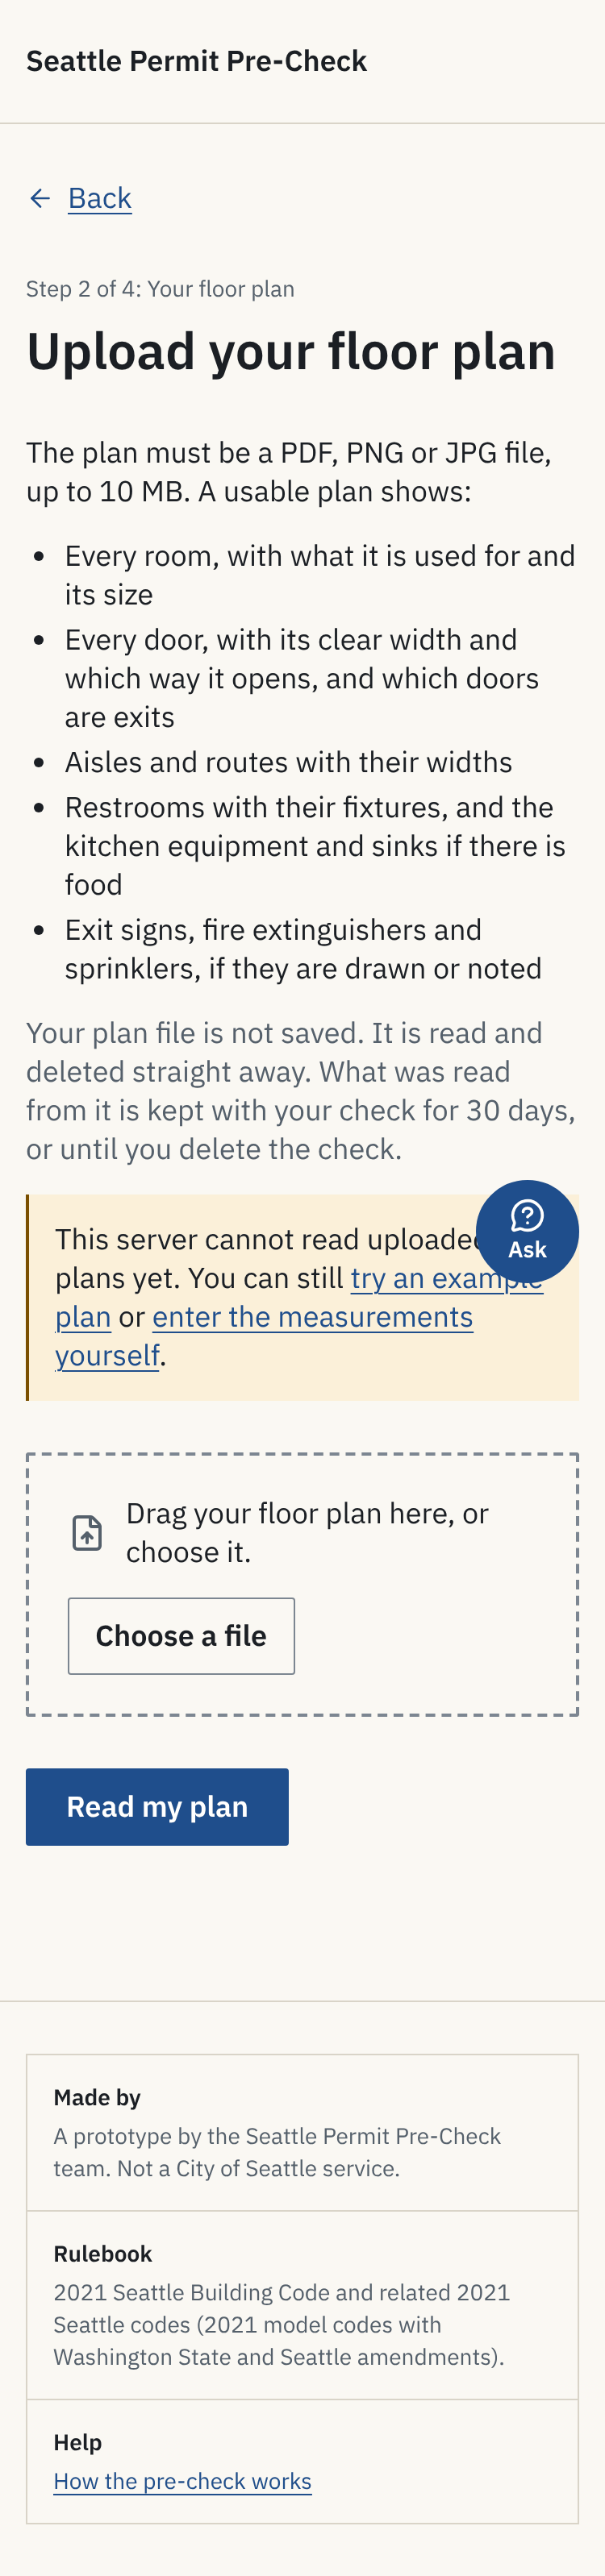 Seattle Permit Pre-Check
Back
Step 2 of 4: Your floor plan
Upload your floor plan
The plan must be a PDF, PNG or JPG file,
up to 10 MB. A usable plan shows:
Every room, with what it is used for and
its size
Every door, with its clear width and
which way it opens, and which doors
are exits
Aisles and routes with their widths
Restrooms with their fixtures, and the
kitchen equipment and sinks if there is
food
Exit signs, fire extinguishers and
sprinklers, if they are drawn or noted
Your plan file is not saved. It is read and
deleted straight away. What was read
from it is kept with your check for 30 days,
or until you delete the check.
Ask
This server cannot read uploaded
plans yet. You can still try an example
plan or enter the measurements
yourself.
Drag your floor plan here, or
choose it.
Choose a file
Read my plan
Made by
A prototype by the Seattle Permit Pre-Check
team. Not a City of Seattle service.
Rulebook
2021 Seattle Building Code and related 2021
Seattle codes (2021 model codes with
Washington State and Seattle amendments).
Help
How the pre-check works